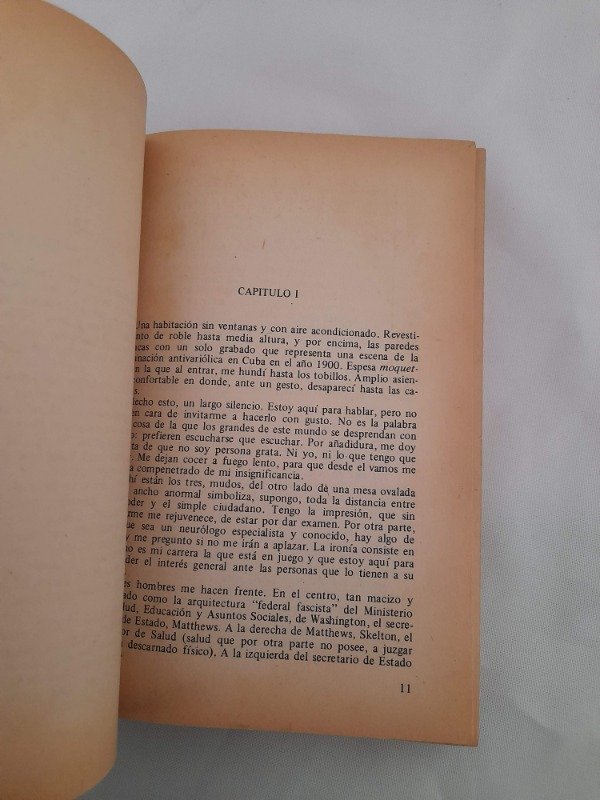 CAPITULO I
Una habitación sin ventanas y con aire acondicionado. Revesti-
nto de roble hasta media altura, y por encima, las paredes
cas con un solo grabado que representa una escena de la
nación antivariólica en Cuba en el año 1900. Espesa moquet-
n la que al entrar, me hundí hasta los tobillos. Amplio asien-
confortable en donde, ante un gesto, desaparecí hasta las ca-
s.
echo esto, un largo silencio. Estoy aquí para hablar, pero no
en cara de invitarme a hacerlo con gusto. No es la palabra
cosa de la que los grandes de este mundo se desprendan con
o: prefieren escucharse que escuchar. Por añadidura, me doy
ta de que no soy persona grata. Ni yo, ni lo que tengo que
r. Me dejan cocer a fuego lento, para que desde el vamos me
a compenetrado de mi insignificancia.
hí están los tres, mudos, del otro lado de una mesa ovalada
ancho anormal simboliza, supongo, toda la distancia entre
oder y el simple ciudadano. Tengo la impresión, que sin
arme me rejuvenece, de estar por dar examen. Por otra parte,
que sea un neurólogo especialista y conocido, hay algo de
y me pregunto si no me irán a aplazar. La ironía consiste en
no es mi carrera la que está en juego y que estoy aquí para
der el interés general ante las personas que lo tienen a su
es hombres me hacen frente. En el centro, tan macizo y
ado como la arquitectura "federal fascista" del Ministerio
alud, Educación y Asuntos Sociales, de Washington, el secre-
de Estado, Matthews. A la derecha de Matthews, Skelton, el
or de Salud (salud que por otra parte no posee, a juzgar
descarnado físico). A la izquierda del secretario de Estado
11